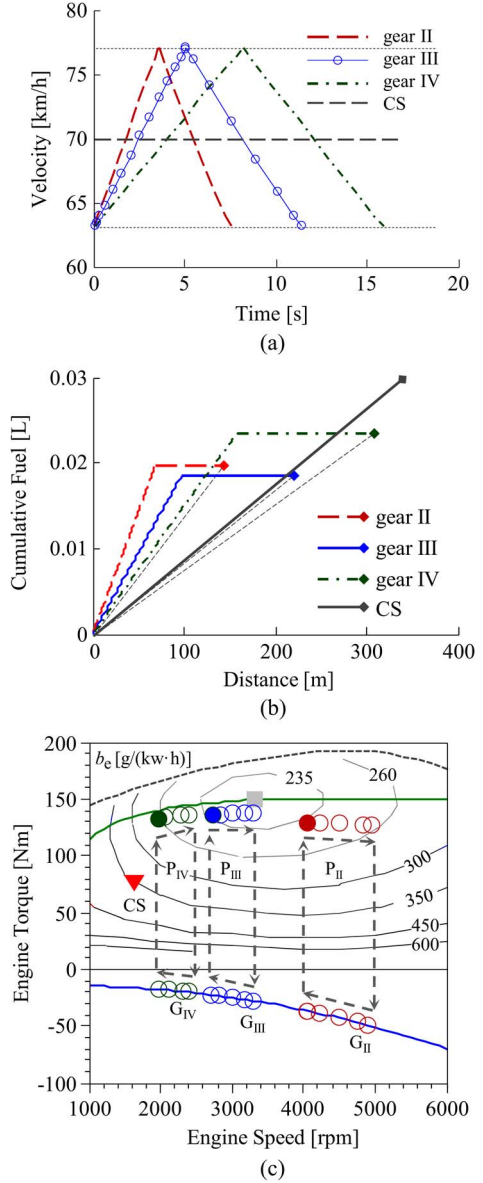 80
75
70
65
60
Velocity [km/h]
gear II
gear III
gear IV
CS
0
5
10
15
20
Time [s]
(a)
0.03
0.02
0.01
0
Cumulative Fuel [L]
gear II
gear III
gear IV
CS
0
100
200
300
400
Distance [m]
(b)
200
150
100
50
0
-50
-100
Engine Torque [Nm]
be [g/(kw·h)]
235
260
300
350
450
600
PIV
PIII
PII
CS
GIV
GIII
GII
1000
2000
3000
4000
5000
6000
Engine Speed [rpm]
(c)